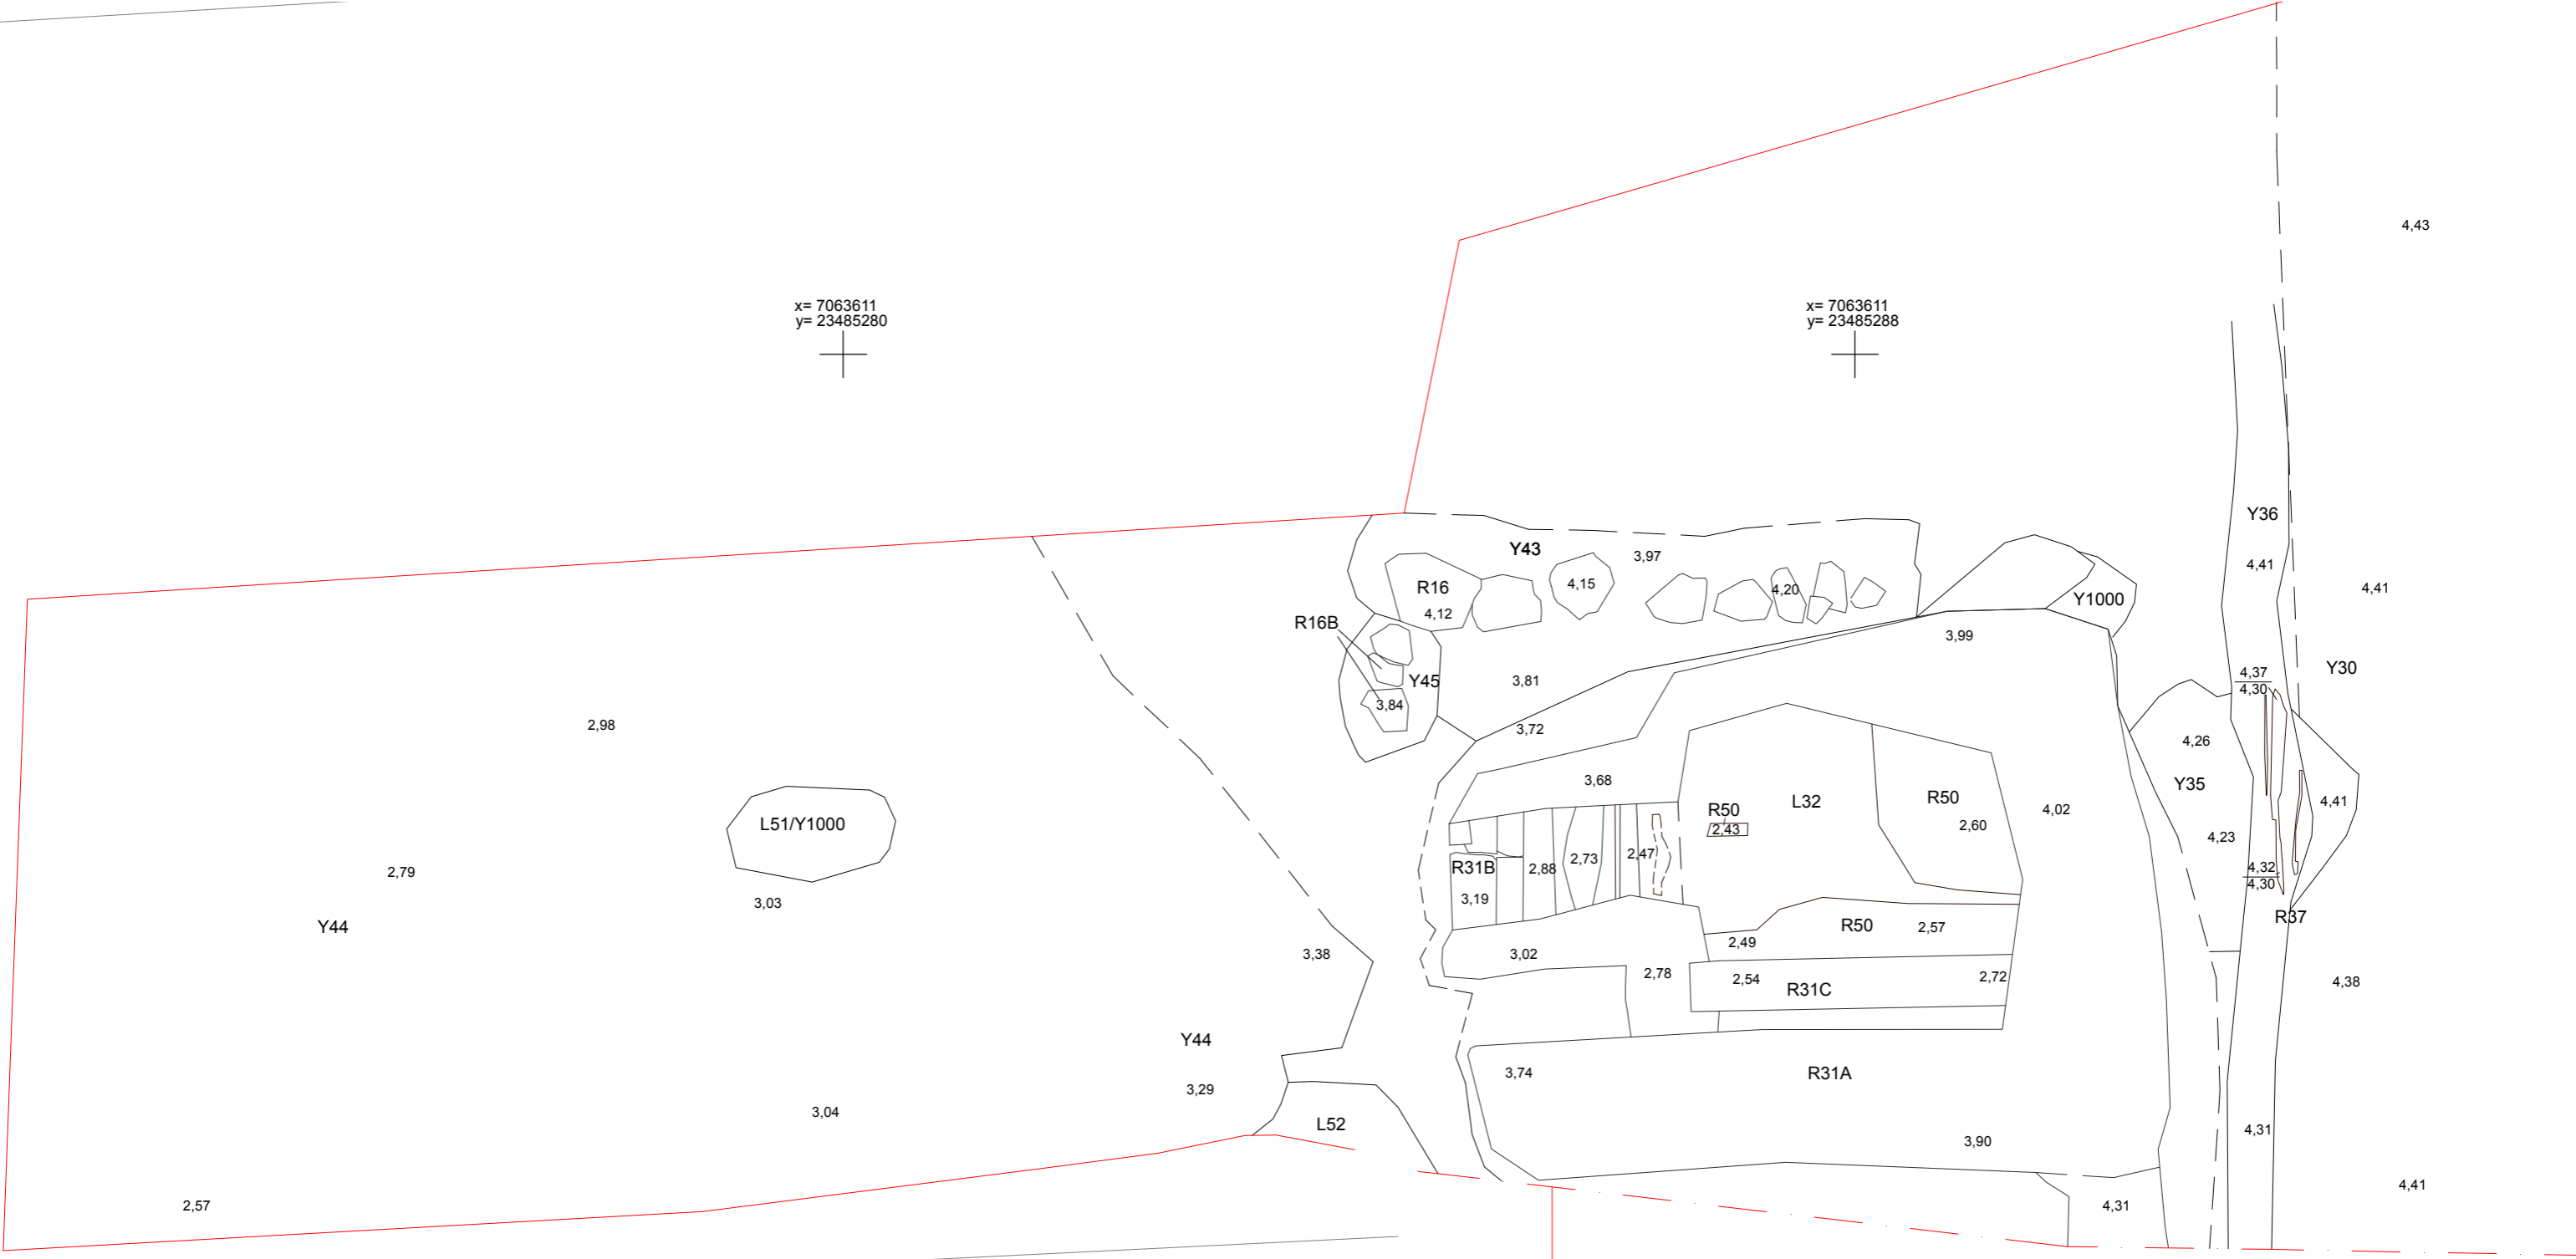 4,43
x= 7063611
y= 23485280
x= 7063611
y= 23485288
Y36
Y43
3,97
4,41
4,15
R16
4,20
4,41
Y1000
4,12
R16B
3,99
Y30
4,37
4,30
Y45
3,81
3,84
2,98
3,72
4,26
3,68
Y35
R50
L32
R50
4,02
4,41
L51/Y1000
2,43
2,60
4,23
2,47
2,73
R31B
2,88
4,32
4,30
2,79
3,19
3,03
R37
Y44
R50
2,57
2,49
3,38
3,02
2,78
2,54
2,72
4,38
R31C
Y44
3,74
R31A
3,29
3,04
L52
4,31
3,90
4,41
2,57
4,31